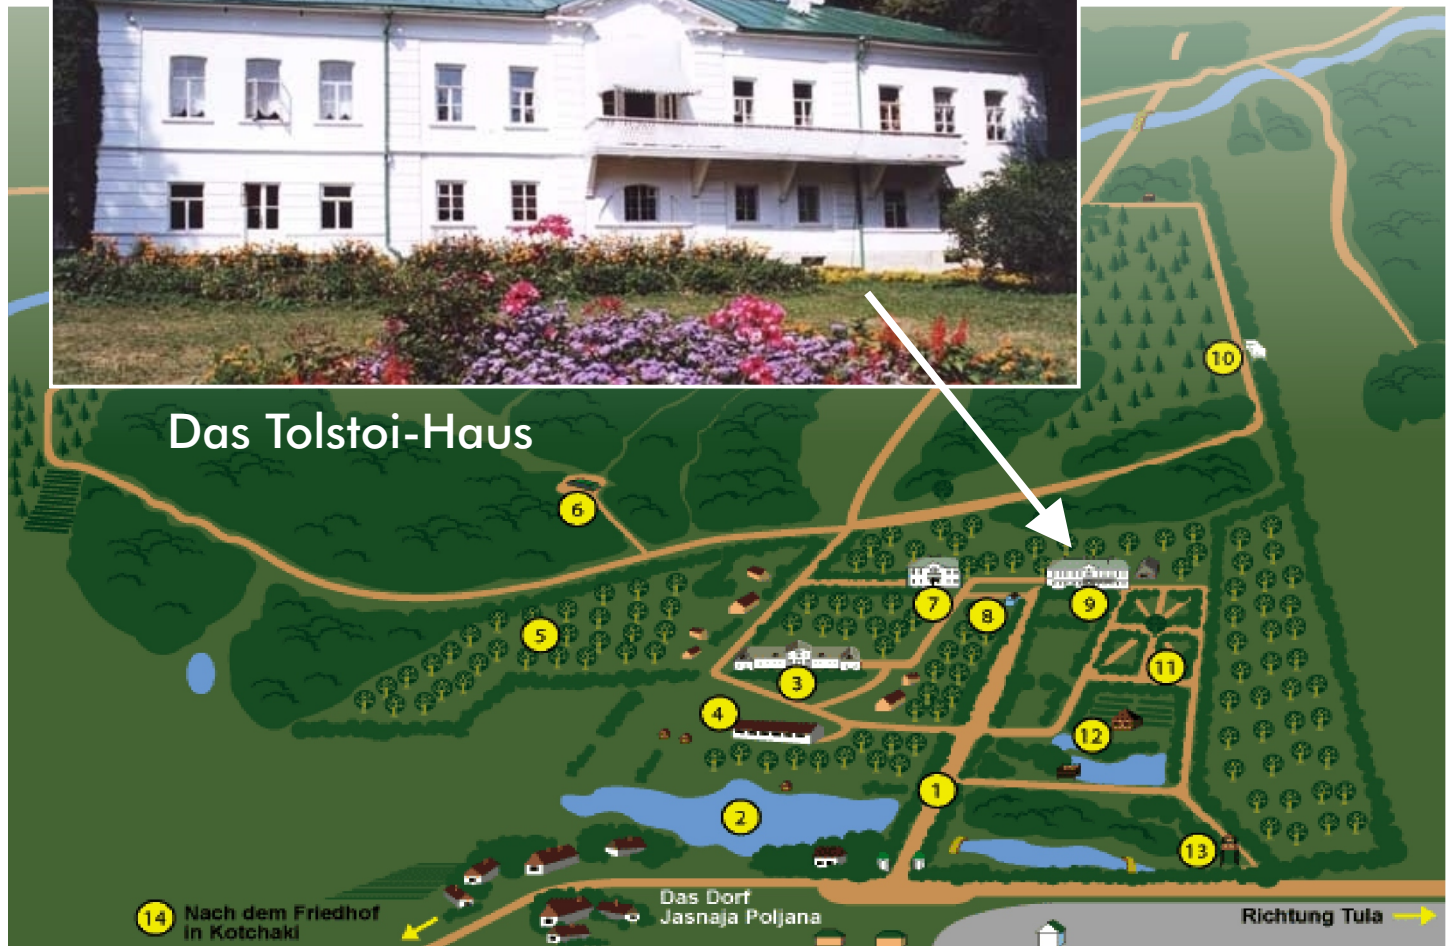 10
Das Tolstoi-Haus
6
7
8
9
5
11
3
4
12
1
2
13
Das Dorf
Jasnaja Poljana
14 Nach dem Friedhof
in Kotchaki
Richtung Tula